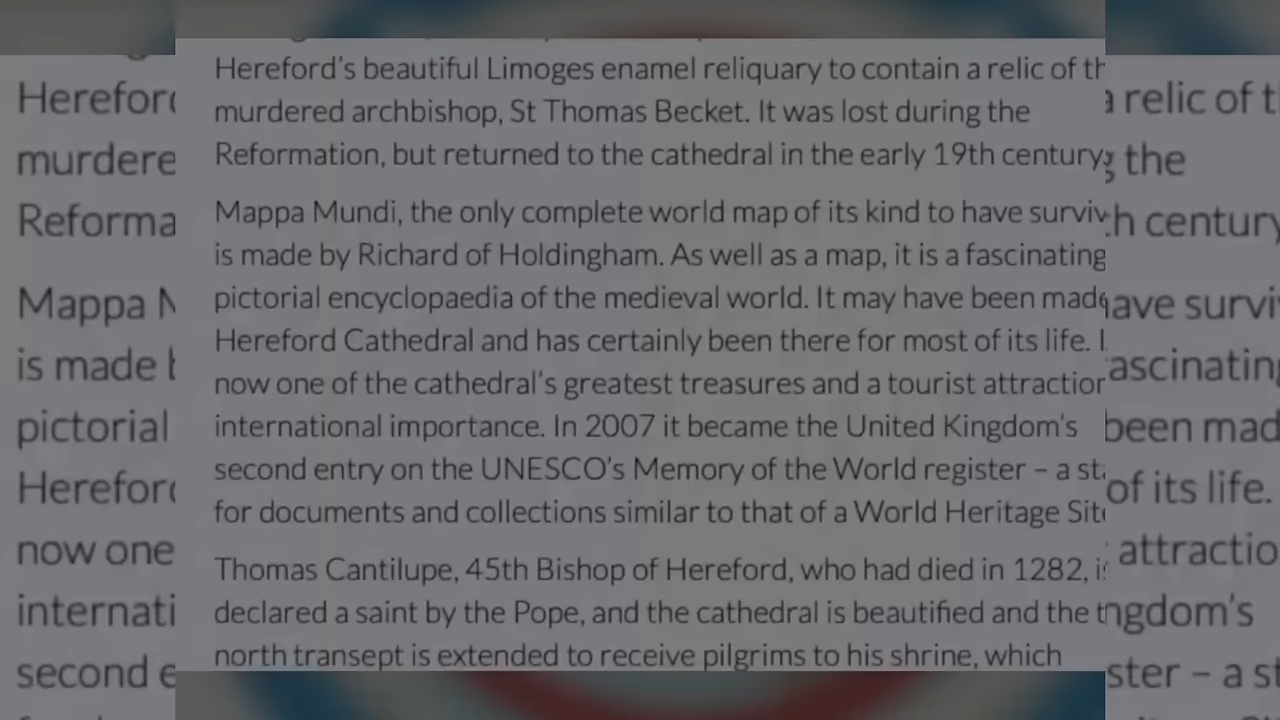 Hereford's beautiful Limoges enamel reliquary to contain a relic of th
murdered archbishop, St Thomas Becket. It was lost during the
Reformation, but returned to the cathedral in the early 19th century.
Mappa Mundi, the only complete world map of its kind to have surviv
is made by Richard of Holdingham. As well as a map, it is a fascinating
pictorial encyclopaedia of the medieval world. It may have been made
Hereford Cathedral and has certainly been there for most of its life. I
now one of the cathedral's greatest treasures and a tourist attraction
international importance. In 2007 it became the United Kingdom's
second entry on the UNESCO's Memory of the World register – a sta
for documents and collections similar to that of a World Heritage Site
Thomas Cantilupe, 45th Bishop of Hereford, who had died in 1282, is
declared a saint by the Pope, and the cathedral is beautified and the
north transept is extended to receive pilgrims to his shrine, which